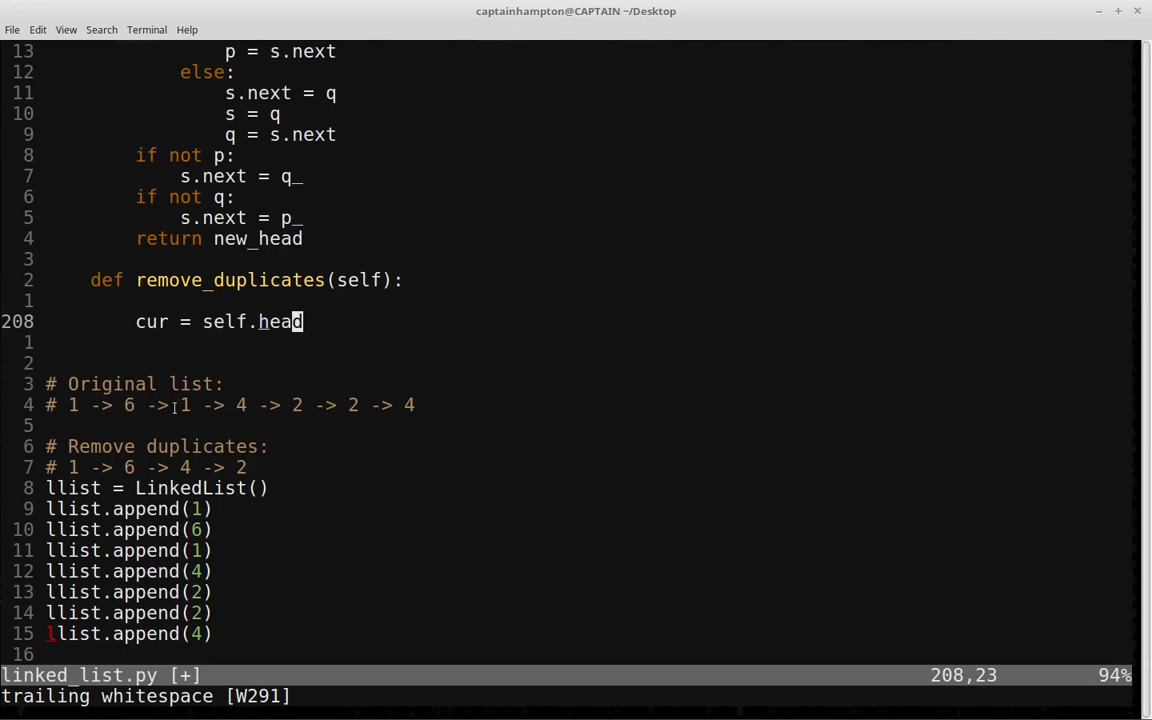 captainhampton@CAPTAIN ~/Desktop
File Edit View Search Terminal Help
13 p = s.next
12 else:
11 s.next = q
10 s = q
9 q = s.next
8 if not p:
7 s.next = q_
6 if not q:
5 s.next = p_
4 return new_head
3
2 def remove_duplicates(self):
1
208 cur = self.head
1
2
3 # Original list:
4 # 1 -> 6 -> 1 -> 4 -> 2 -> 2 -> 4
5
6 # Remove duplicates:
7 # 1 -> 6 -> 4 -> 2
8 llist = LinkedList()
9 llist.append(1)
10 llist.append(6)
11 llist.append(1)
12 llist.append(4)
13 llist.append(2)
14 llist.append(2)
15 llist.append(4)
16
linked_list.py [+] 208,23 94%
trailing whitespace [W291]